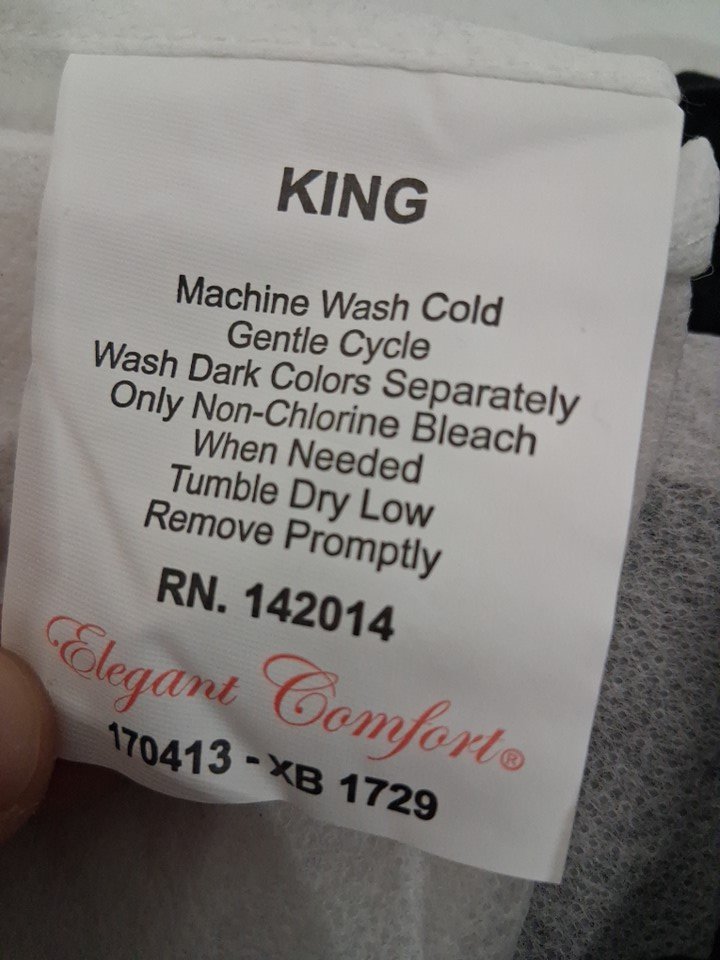 KING
Machine Wash Cold
Gentle Cycle
Wash Dark Colors Separately
Only Non-Chlorine Bleach
When Needed
Tumble Dry Low
Remove Promptly
RN. 142014
Elegant Comfort®
170413 - XB 1729